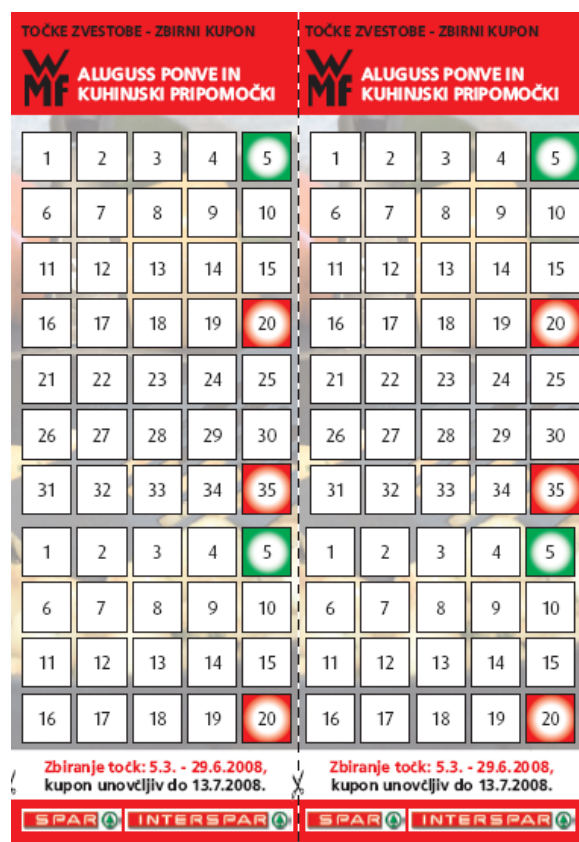 TOČKE ZVESTOBE - ZBIRNI KUPON
WMF
ALUGUSS PONVE IN
KUHINJSKI PRIPOMOČKI
1 2 3 4 5
6 7 8 9 10
11 12 13 14 15
16 17 18 19 20
21 22 23 24 25
26 27 28 29 30
31 32 33 34 35
1 2 3 4 5
6 7 8 9 10
11 12 13 14 15
16 17 18 19 20
Zbiranje točk: 5.3. - 29.6.2008,
kupon unovčljiv do 13.7.2008.
SPAR INTERSPAR
TOČKE ZVESTOBE - ZBIRNI KUPON
WMF
ALUGUSS PONVE IN
KUHINJSKI PRIPOMOČKI
1 2 3 4 5
6 7 8 9 10
11 12 13 14 15
16 17 18 19 20
21 22 23 24 25
26 27 28 29 30
31 32 33 34 35
1 2 3 4 5
6 7 8 9 10
11 12 13 14 15
16 17 18 19 20
Zbiranje točk: 5.3. - 29.6.2008,
kupon unovčljiv do 13.7.2008.
SPAR INTERSPAR